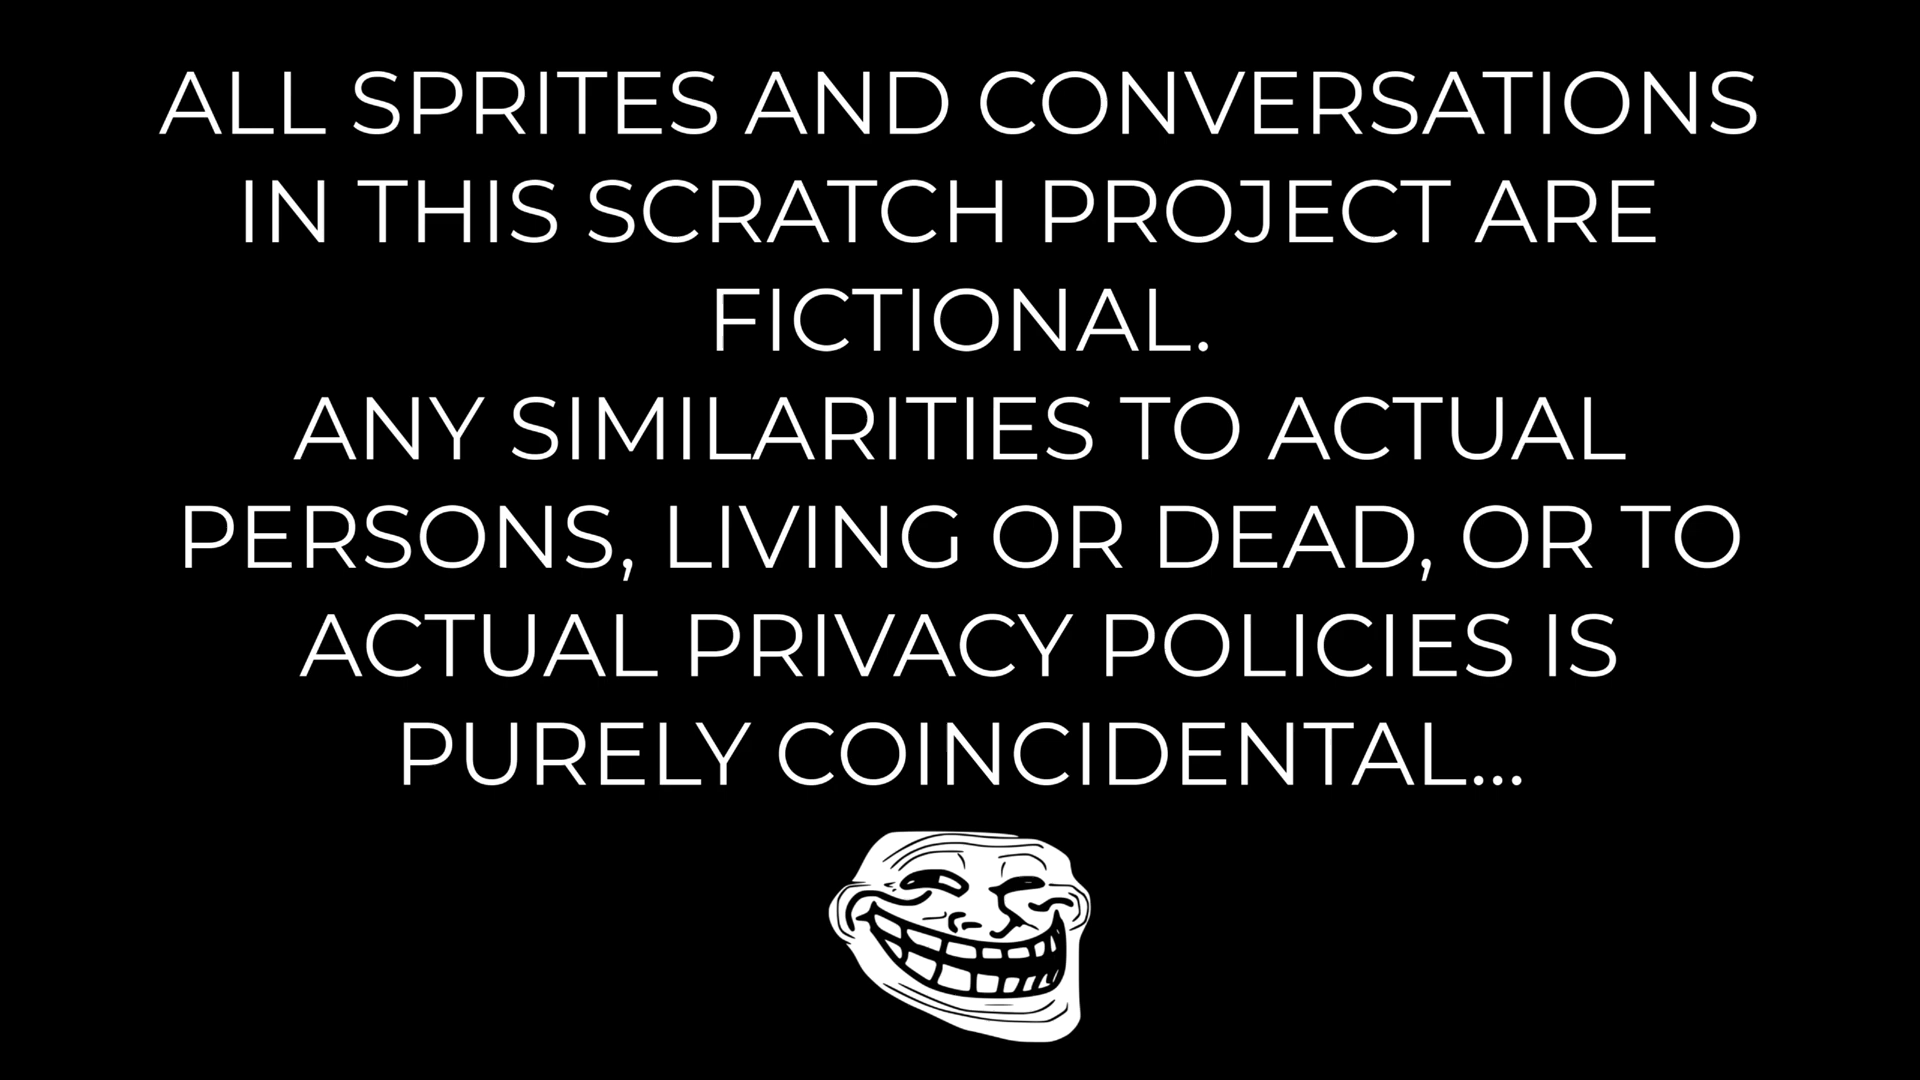 ALL SPRITES AND CONVERSATIONS
IN THIS SCRATCH PROJECT ARE
FICTIONAL.
ANY SIMILARITIES TO ACTUAL
PERSONS, LIVING OR DEAD, OR TO
ACTUAL PRIVACY POLICIES IS
PURELY COINCIDENTAL...